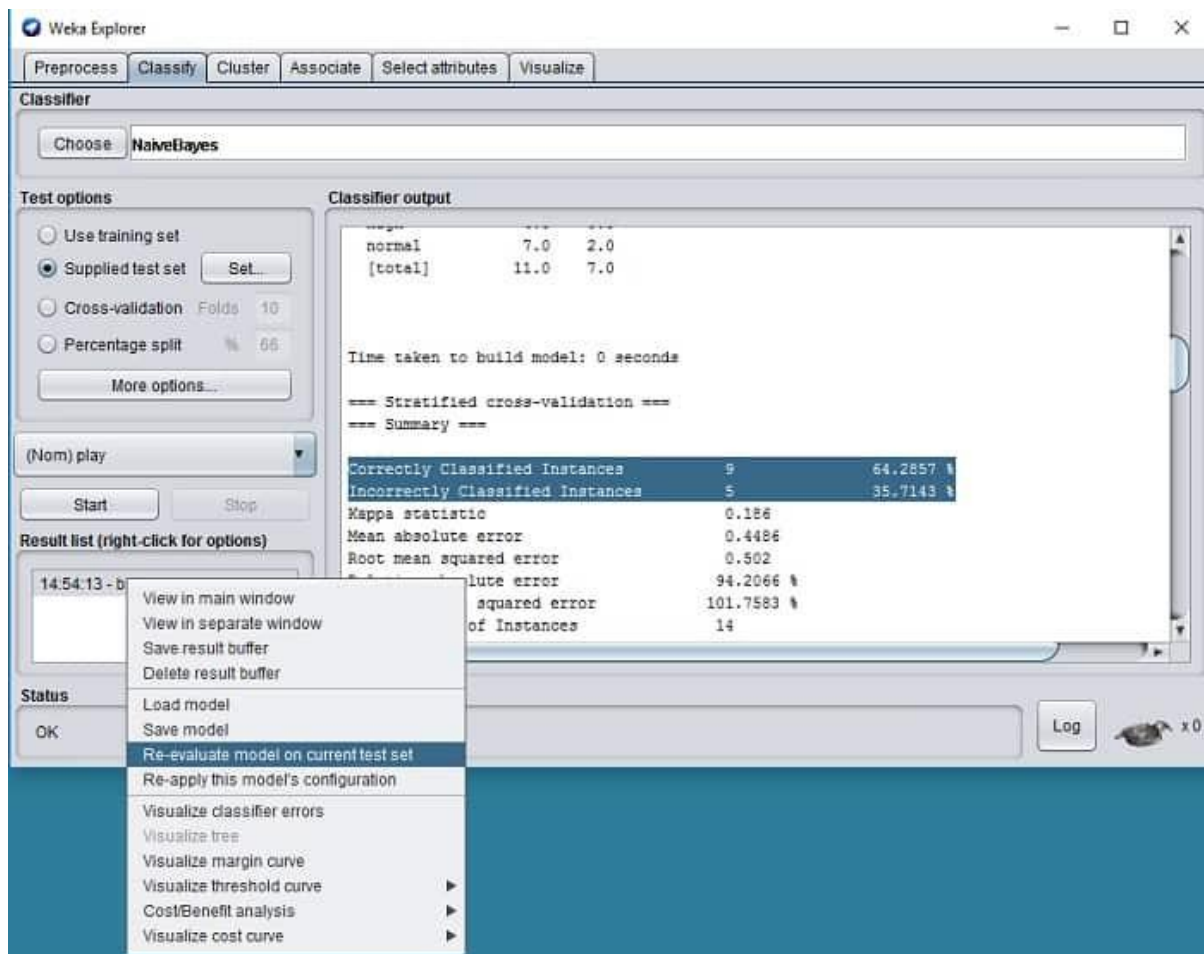 Weka Explorer
Preprocess Classify Cluster Associate Select attributes Visualize
Classifier
Choose NaiveBayes
Test options
Use training set
Supplied test set Set...
Cross-validation Folds 10
Percentage split % 66
More options...
(Nom) play
Start Stop
Result list (right-click for options)
14:54:13 - b
Classifier output
normal 7.0 2.0
[total] 11.0 7.0
Time taken to build model: 0 seconds
=== Stratified cross-validation ===
=== Summary ===
Correctly Classified Instances 9 64.2857 %
Incorrectly Classified Instances 5 35.7143 %
Kappa statistic 0.186
Mean absolute error 0.4486
Root mean squared error 0.502
lute error 94.2066 %
squared error 101.7583 %
of Instances 14
View in main window
View in separate window
Save result buffer
Delete result buffer
Load model
Save model
Re-evaluate model on current test set
Re-apply this model's configuration
Visualize classifier errors
Visualize tree
Visualize margin curve
Visualize threshold curve
Cost/Benefit analysis
Visualize cost curve
Status
OK
Log
x 0